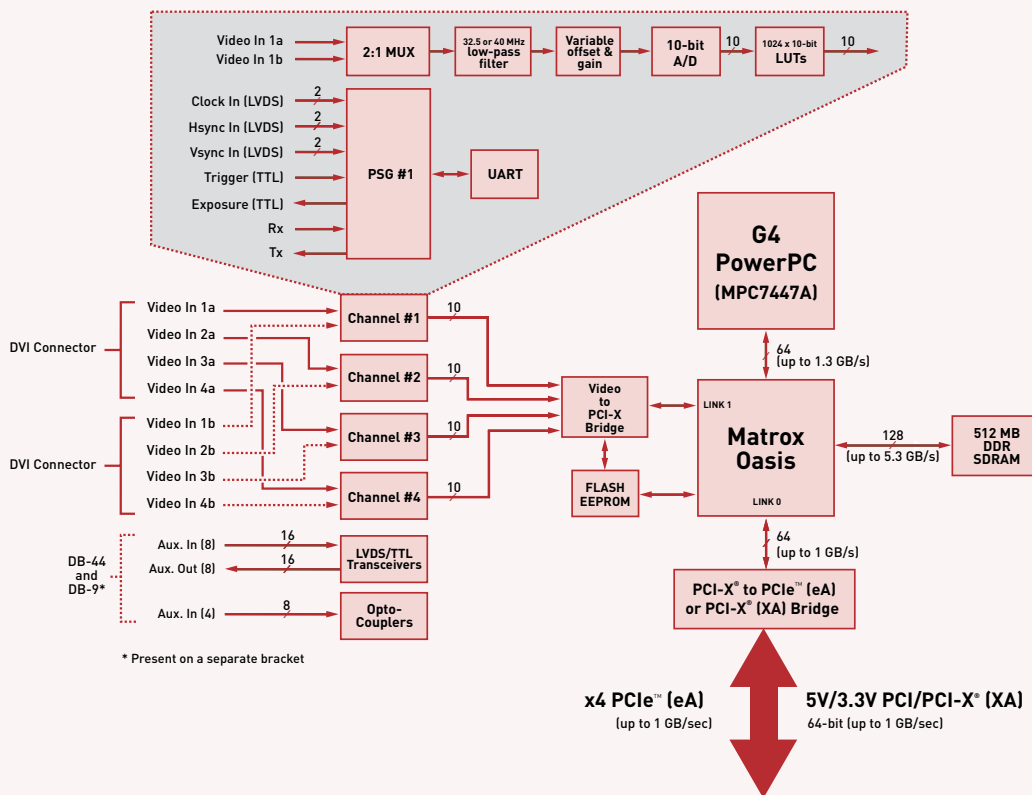 Video In 1a
Video In 1b
2:1 MUX
32.5 or 40 MHz
low-pass
filter
Variable
offset &
gain
10-bit
A/D
10
1024 x 10-bit
LUTs
10
Clock In (LVDS)
2
Hsync In (LVDS)
2
Vsync In (LVDS)
2
Trigger (TTL)
Exposure (TTL)
Rx
Tx
PSG #1
UART
G4
PowerPC
(MPC7447A)
DVI Connector
Video In 1a
Video In 2a
Video In 3a
Video In 4a
DVI Connector
Video In 1b
Video In 2b
Video In 3b
Video In 4b
Channel #1
10
Channel #2
10
Channel #3
10
Channel #4
10
Video
to
PCI-X
Bridge
FLASH
EEPROM
64
(up to 1.3 GB/s)
LINK 1
Matrox
Oasis
LINK 0
128
(up to 5.3 GB/s)
512 MB
DDR
SDRAM
64
(up to 1 GB/s)
DB-44
and
DB-9*
Aux. In (8)
16
Aux. Out (8)
16
LVDS/TTL
Transceivers
Aux. In (4)
8
Opto-
Couplers
* Present on a separate bracket
PCI-X® to PCIe™ (eA)
or PCI-X® (XA) Bridge
x4 PCIe™ (eA)
(up to 1 GB/sec)
5V/3.3V PCI/PCI-X® (XA)
64-bit (up to 1 GB/sec)